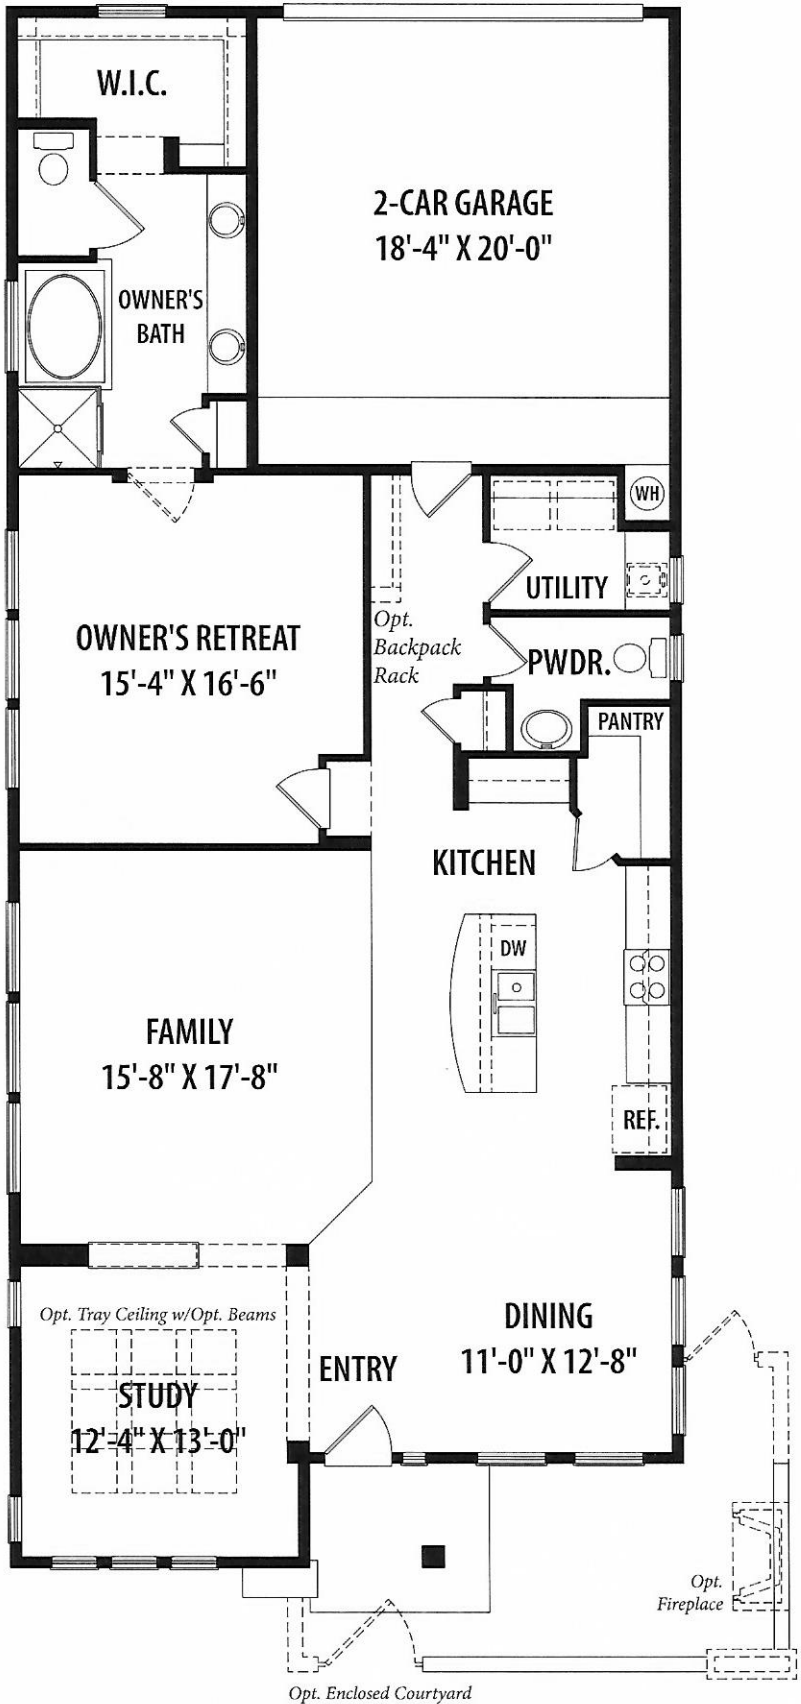 W.I.C.
2-CAR GARAGE
18'-4" X 20'-0"
OWNER'S
BATH
WH
UTILITY
Opt.
Backpack
Rack
OWNER'S RETREAT
15'-4" X 16'-6"
PWDR.
PANTRY
KITCHEN
DW
FAMILY
15'-8" X 17'-8"
REF.
Opt. Tray Ceiling w/Opt. Beams
DINING
11'-0" X 12'-8"
ENTRY
STUDY
12'-4" X 13'-0"
Opt.
Fireplace
Opt. Enclosed Courtyard